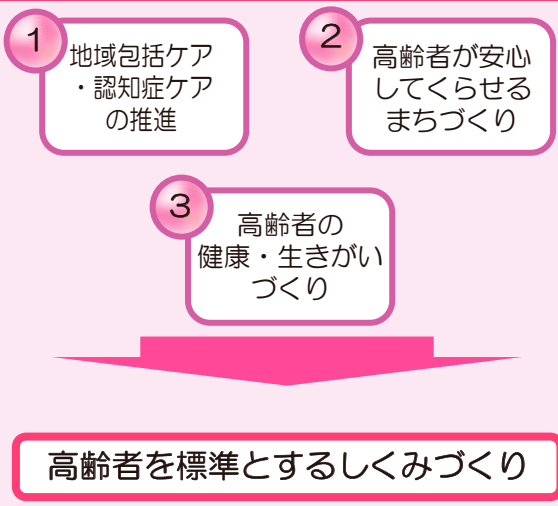 1
地域包括ケア
・認知症ケア
の推進
2
高齢者が安心
してくらせる
まちづくり
3
高齢者の
健康・生きがい
づくり
高齢者を標準とするしくみづくり